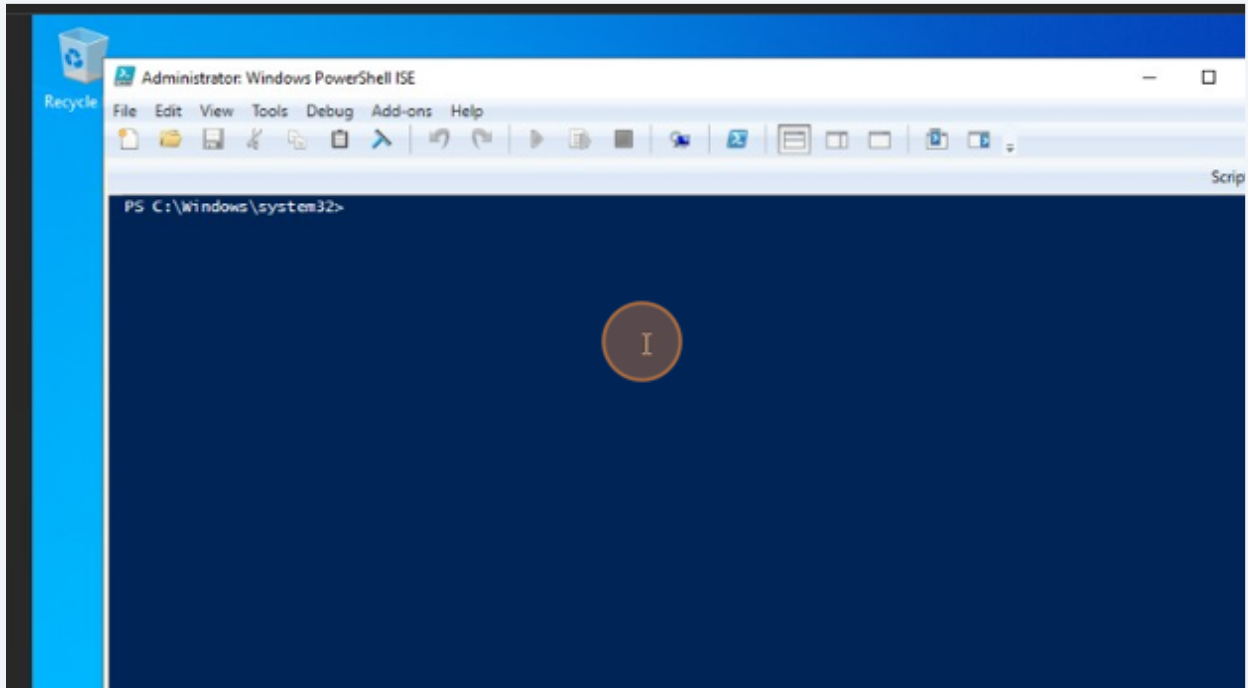 Administrator: Windows PowerShell ISE
Recycle
File Edit View Tools Debug Add-ons Help
Scrip
PS C:\Windows\system32>